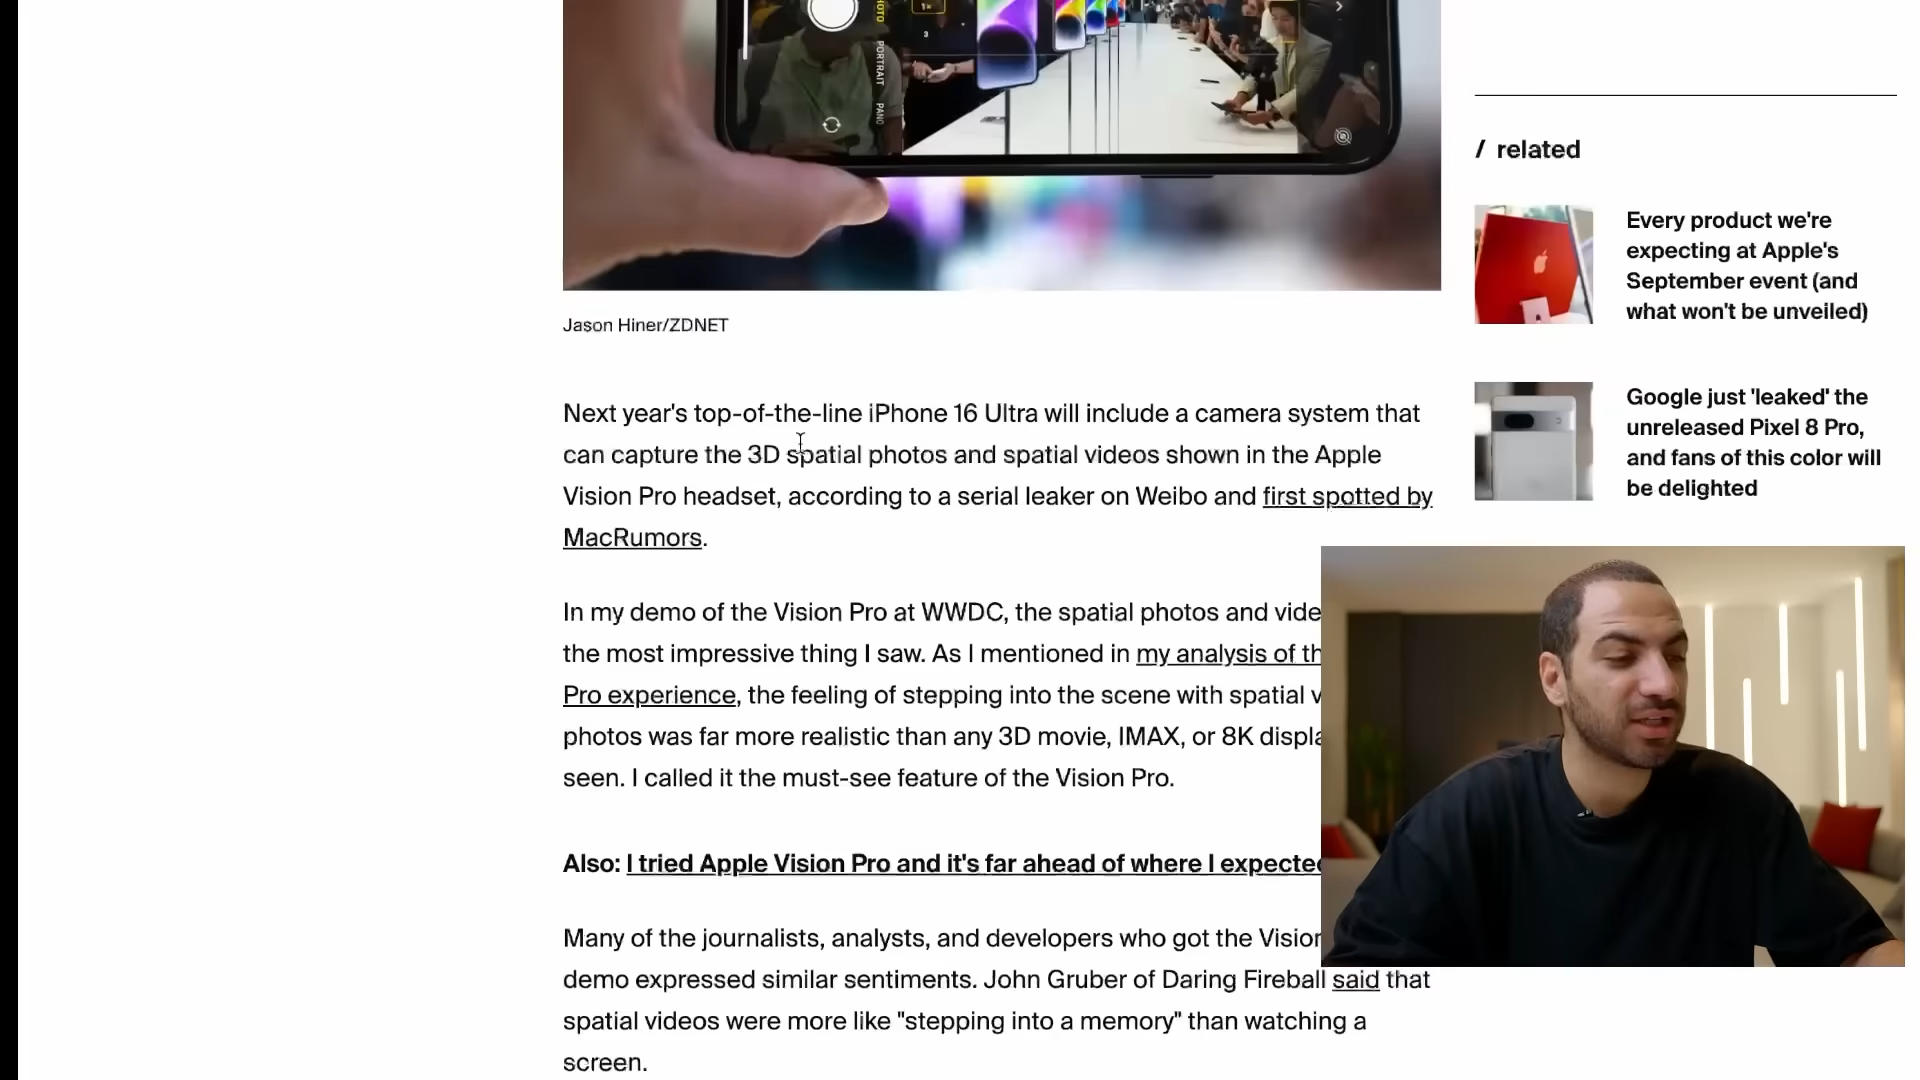 PHOTO
1×
3
PORTRAIT
PANO
/ related
Every product we're
expecting at Apple's
September event (and
what won't be unveiled)
Google just 'leaked' the
unreleased Pixel 8 Pro,
and fans of this color will
be delighted
Jason Hiner/ZDNET
Next year's top-of-the-line iPhone 16 Ultra will include a camera system that
can capture the 3D spatial photos and spatial videos shown in the Apple
Vision Pro headset, according to a serial leaker on Weibo and first spotted by
MacRumors.
In my demo of the Vision Pro at WWDC, the spatial photos and vide
the most impressive thing I saw. As I mentioned in my analysis of th
Pro experience, the feeling of stepping into the scene with spatial v
photos was far more realistic than any 3D movie, IMAX, or 8K displa
seen. I called it the must-see feature of the Vision Pro.
Also: I tried Apple Vision Pro and it's far ahead of where I expected
Many of the journalists, analysts, and developers who got the Vision
demo expressed similar sentiments. John Gruber of Daring Fireball said that
spatial videos were more like "stepping into a memory" than watching a
screen.